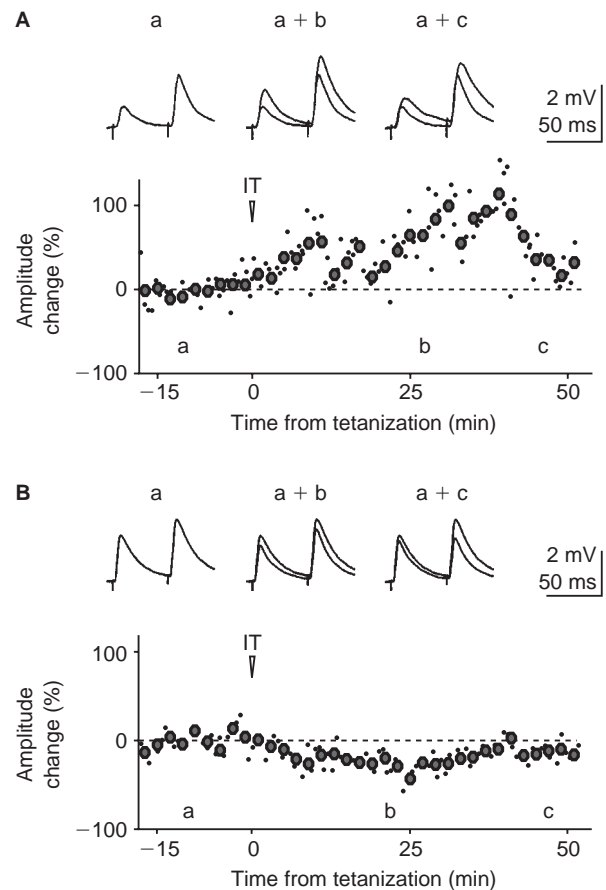 A
a a + b a + c
2 mV
50 ms
IT
100
0
−100
Amplitude
change (%)
a b c
−15 0 25 50
Time from tetanization (min)
B
a a + b a + c
2 mV
50 ms
IT
100
0
−100
Amplitude
change (%)
a b c
−15 0 25 50
Time from tetanization (min)